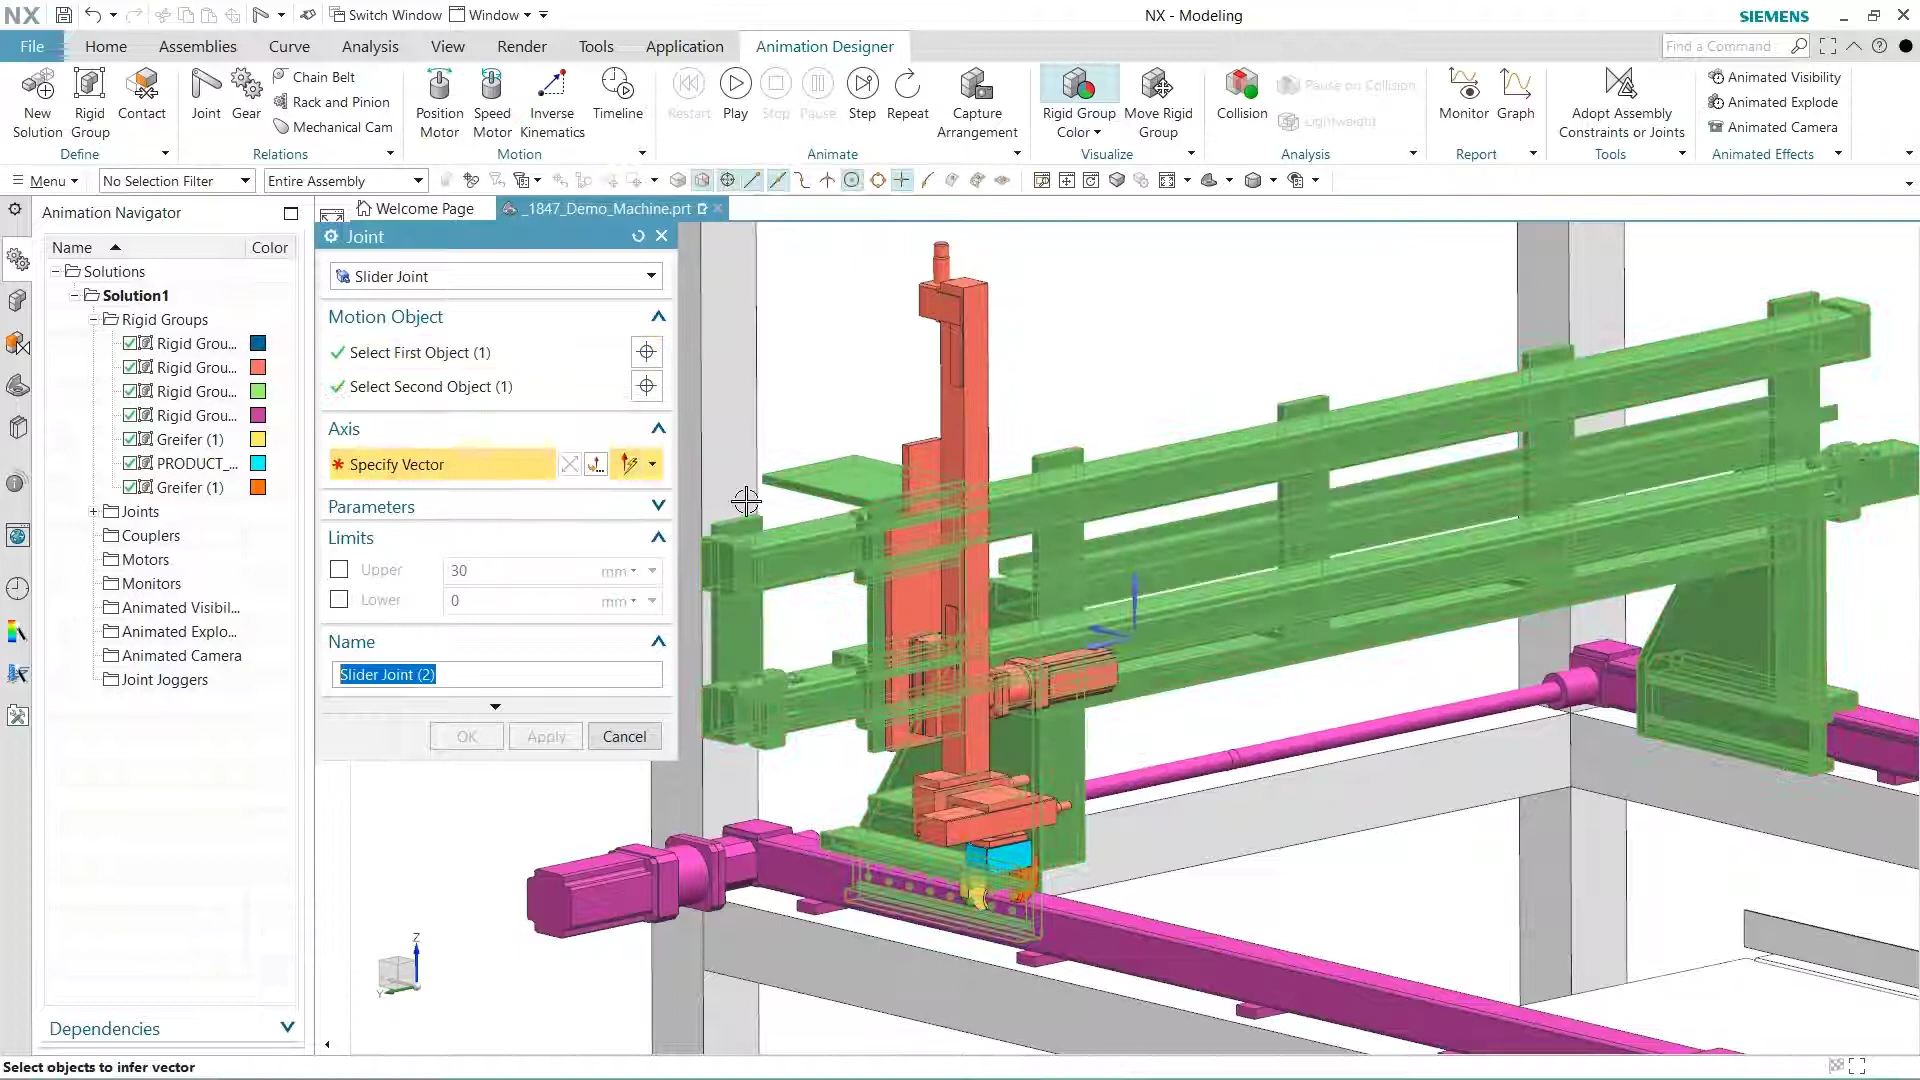 NX
Switch Window
Window
NX - Modeling
SIEMENS
File
Home
Assemblies
Curve
Analysis
View
Render
Tools
Application
Animation Designer
Find a Command
New Solution
Rigid Group
Contact
Joint
Gear
Chain Belt
Rack and Pinion
Mechanical Cam
Position Motor
Speed Motor
Inverse Kinematics
Timeline
Restart
Play
Stop
Pause
Step
Repeat
Capture Arrangement
Rigid Group Color
Move Rigid Group
Collision
Pause on Collision
Lightweight
Monitor
Graph
Adopt Assembly Constraints or Joints
Animated Visibility
Animated Explode
Animated Camera
Define
Relations
Motion
Animate
Visualize
Analysis
Report
Tools
Animated Effects
Menu
No Selection Filter
Entire Assembly
Animation Navigator
Welcome Page
_1847_Demo_Machine.prt
Name
Color
Solutions
Solution1
Rigid Groups
Rigid Grou...
Rigid Grou...
Rigid Grou...
Rigid Grou...
Greifer (1)
PRODUCT_...
Greifer (1)
Joints
Couplers
Motors
Monitors
Animated Visibil...
Animated Explo...
Animated Camera
Joint Joggers
Dependencies
Joint
Slider Joint
Motion Object
Select First Object (1)
Select Second Object (1)
Axis
* Specify Vector
Parameters
Limits
Upper
30
mm
Lower
0
mm
Name
Slider Joint (2)
OK
Apply
Cancel
Z
Y
Select objects to infer vector